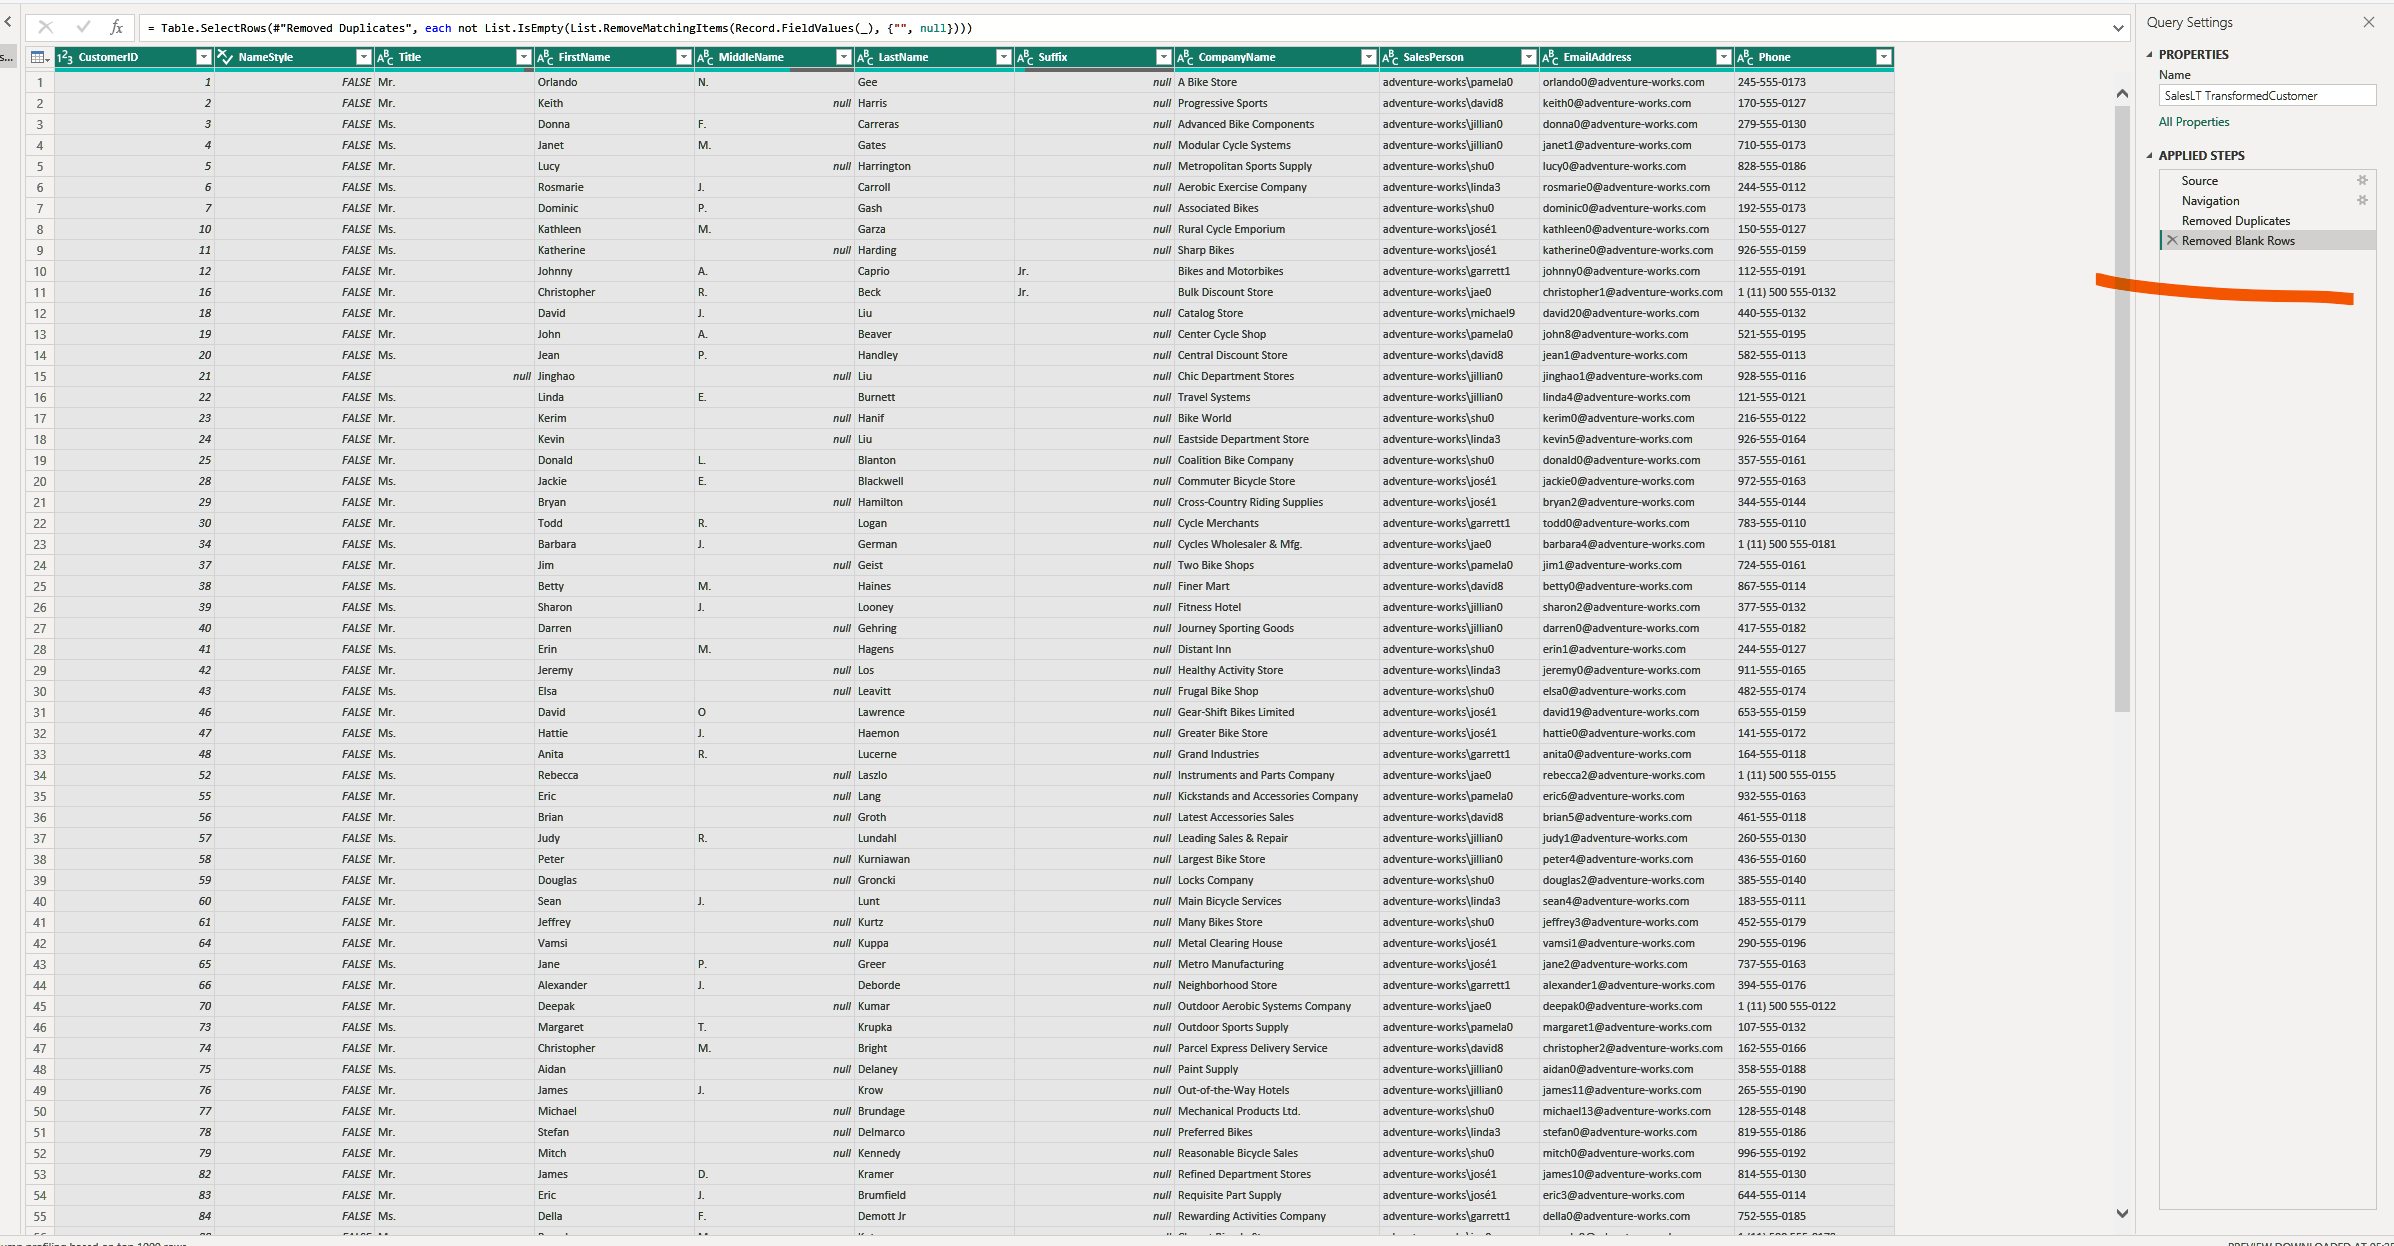 = Table.SelectRows(#"Removed Duplicates", each not List.IsEmpty(List.RemoveMatchingItems(Record.FieldValues(_), {"", null})))
CustomerID NameStyle Title FirstName MiddleName LastName Suffix CompanyName SalesPerson EmailAddress Phone
1 1 FALSE Mr. Orlando N. Gee null A Bike Store adventure-works\pamela0 orlando0@adventure-works.com 245-555-0173
2 2 FALSE Mr. Keith null Harris null Progressive Sports adventure-works\david8 keith0@adventure-works.com 170-555-0127
3 3 FALSE Ms. Donna F. Carreras null Advanced Bike Components adventure-works\jillian0 donna0@adventure-works.com 279-555-0130
4 4 FALSE Ms. Janet M. Gates null Modular Cycle Systems adventure-works\jillian0 janet1@adventure-works.com 710-555-0173
5 5 FALSE Mr. Lucy null Harrington null Metropolitan Sports Supply adventure-works\shu0 lucy0@adventure-works.com 828-555-0186
6 6 FALSE Ms. Rosmarie J. Carroll null Aerobic Exercise Company adventure-works\linda3 rosmarie0@adventure-works.com 244-555-0112
7 7 FALSE Mr. Dominic P. Gash null Associated Bikes adventure-works\shu0 dominic0@adventure-works.com 192-555-0173
8 10 FALSE Ms. Kathleen M. Garza null Rural Cycle Emporium adventure-works\josé1 kathleen0@adventure-works.com 150-555-0127
9 11 FALSE Ms. Katherine null Harding null Sharp Bikes adventure-works\josé1 katherine0@adventure-works.com 926-555-0159
10 12 FALSE Mr. Johnny A. Caprio Jr. Bikes and Motorbikes adventure-works\garrett1 johnny0@adventure-works.com 112-555-0191
11 16 FALSE Mr. Christopher R. Beck Jr. Bulk Discount Store adventure-works\jae0 christopher1@adventure-works.com 1 (11) 500 555-0132
12 18 FALSE Mr. David J. Liu null Catalog Store adventure-works\michael9 david20@adventure-works.com 440-555-0132
13 19 FALSE Mr. John A. Beaver null Center Cycle Shop adventure-works\pamela0 john8@adventure-works.com 521-555-0195
14 20 FALSE Ms. Jean P. Handley null Central Discount Store adventure-works\david8 jean1@adventure-works.com 582-555-0113
15 21 FALSE null Jinghao null Liu null Chic Department Stores adventure-works\jillian0 jinghao1@adventure-works.com 928-555-0116
16 22 FALSE Ms. Linda E. Burnett null Travel Systems adventure-works\jillian0 linda4@adventure-works.com 121-555-0121
17 23 FALSE Mr. Kerim null Hanif null Bike World adventure-works\shu0 kerim0@adventure-works.com 216-555-0122
18 24 FALSE Mr. Kevin null Liu null Eastside Department Store adventure-works\linda3 kevin5@adventure-works.com 926-555-0164
19 25 FALSE Mr. Donald L. Blanton null Coalition Bike Company adventure-works\shu0 donald0@adventure-works.com 357-555-0161
20 28 FALSE Ms. Jackie E. Blackwell null Commuter Bicycle Store adventure-works\josé1 jackie0@adventure-works.com 972-555-0163
21 29 FALSE Mr. Bryan null Hamilton null Cross-Country Riding Supplies adventure-works\josé1 bryan2@adventure-works.com 344-555-0144
22 30 FALSE Mr. Todd R. Logan null Cycle Merchants adventure-works\garrett1 todd0@adventure-works.com 783-555-0110
23 34 FALSE Ms. Barbara J. German null Cycles Wholesaler & Mfg. adventure-works\jae0 barbara4@adventure-works.com 1 (11) 500 555-0181
24 37 FALSE Mr. Jim null Geist null Two Bike Shops adventure-works\pamela0 jim1@adventure-works.com 724-555-0161
25 38 FALSE Ms. Betty M. Haines null Finer Mart adventure-works\david8 betty0@adventure-works.com 867-555-0114
26 39 FALSE Ms. Sharon J. Looney null Fitness Hotel adventure-works\jillian0 sharon2@adventure-works.com 377-555-0132
27 40 FALSE Mr. Darren null Gehring null Journey Sporting Goods adventure-works\jillian0 darren0@adventure-works.com 417-555-0182
28 41 FALSE Ms. Erin M. Hagens null Distant Inn adventure-works\shu0 erin1@adventure-works.com 244-555-0127
29 42 FALSE Mr. Jeremy null Los null Healthy Activity Store adventure-works\linda3 jeremy0@adventure-works.com 911-555-0165
30 43 FALSE Ms. Elsa null Leavitt null Frugal Bike Shop adventure-works\shu0 elsa0@adventure-works.com 482-555-0174
31 46 FALSE Mr. David O Lawrence null Gear-Shift Bikes Limited adventure-works\josé1 david19@adventure-works.com 653-555-0159
32 47 FALSE Ms. Hattie J. Haemon null Greater Bike Store adventure-works\josé1 hattie0@adventure-works.com 141-555-0172
33 48 FALSE Ms. Anita R. Lucerne null Grand Industries adventure-works\garrett1 anita0@adventure-works.com 164-555-0118
34 52 FALSE Ms. Rebecca null Laszlo null Instruments and Parts Company adventure-works\jae0 rebecca2@adventure-works.com 1 (11) 500 555-0155
35 55 FALSE Mr. Eric null Lang null Kickstands and Accessories Company adventure-works\pamela0 eric6@adventure-works.com 932-555-0163
36 56 FALSE Mr. Brian null Groth null Latest Accessories Sales adventure-works\david8 brian5@adventure-works.com 461-555-0118
37 57 FALSE Ms. Judy R. Lundahl null Leading Sales & Repair adventure-works\jillian0 judy1@adventure-works.com 260-555-0130
38 58 FALSE Mr. Peter null Kurniawan null Largest Bike Store adventure-works\jillian0 peter4@adventure-works.com 436-555-0160
39 59 FALSE Mr. Douglas null Groncki null Locks Company adventure-works\shu0 douglas2@adventure-works.com 385-555-0140
40 60 FALSE Mr. Sean J. Lunt null Main Bicycle Services adventure-works\linda3 sean4@adventure-works.com 183-555-0111
41 61 FALSE Mr. Jeffrey null Kurtz null Many Bikes Store adventure-works\shu0 jeffrey3@adventure-works.com 452-555-0179
42 64 FALSE Mr. Vamsi null Kuppa null Metal Clearing House adventure-works\josé1 vamsi1@adventure-works.com 290-555-0196
43 65 FALSE Ms. Jane P. Greer null Metro Manufacturing adventure-works\josé1 jane2@adventure-works.com 737-555-0163
44 66 FALSE Mr. Alexander J. Deborde null Neighborhood Store adventure-works\garrett1 alexander1@adventure-works.com 394-555-0176
45 70 FALSE Mr. Deepak null Kumar null Outdoor Aerobic Systems Company adventure-works\jae0 deepak0@adventure-works.com 1 (11) 500 555-0122
46 73 FALSE Ms. Margaret T. Krupka null Outdoor Sports Supply adventure-works\pamela0 margaret1@adventure-works.com 107-555-0132
47 74 FALSE Mr. Christopher M. Bright null Parcel Express Delivery Service adventure-works\david8 christopher2@adventure-works.com 162-555-0166
48 75 FALSE Ms. Aidan null Delaney null Paint Supply adventure-works\jillian0 aidan0@adventure-works.com 358-555-0188
49 76 FALSE Mr. James J. Krow null Out-of-the-Way Hotels adventure-works\jillian0 james11@adventure-works.com 265-555-0190
50 77 FALSE Mr. Michael null Brundage null Mechanical Products Ltd. adventure-works\shu0 michael13@adventure-works.com 128-555-0148
51 78 FALSE Mr. Stefan null Delmarco null Preferred Bikes adventure-works\linda3 stefan0@adventure-works.com 819-555-0186
52 79 FALSE Mr. Mitch null Kennedy null Reasonable Bicycle Sales adventure-works\shu0 mitch0@adventure-works.com 996-555-0192
53 82 FALSE Mr. James D. Kramer null Refined Department Stores adventure-works\josé1 james10@adventure-works.com 814-555-0130
54 83 FALSE Mr. Eric J. Brumfield null Requisite Part Supply adventure-works\josé1 eric3@adventure-works.com 644-555-0114
55 84 FALSE Ms. Della F. Demott Jr null Rewarding Activities Company adventure-works\garrett1 della0@adventure-works.com 752-555-0185
Query Settings
PROPERTIES
Name
SalesLT TransformedCustomer
All Properties
APPLIED STEPS
Source
Navigation
Removed Duplicates
Removed Blank Rows